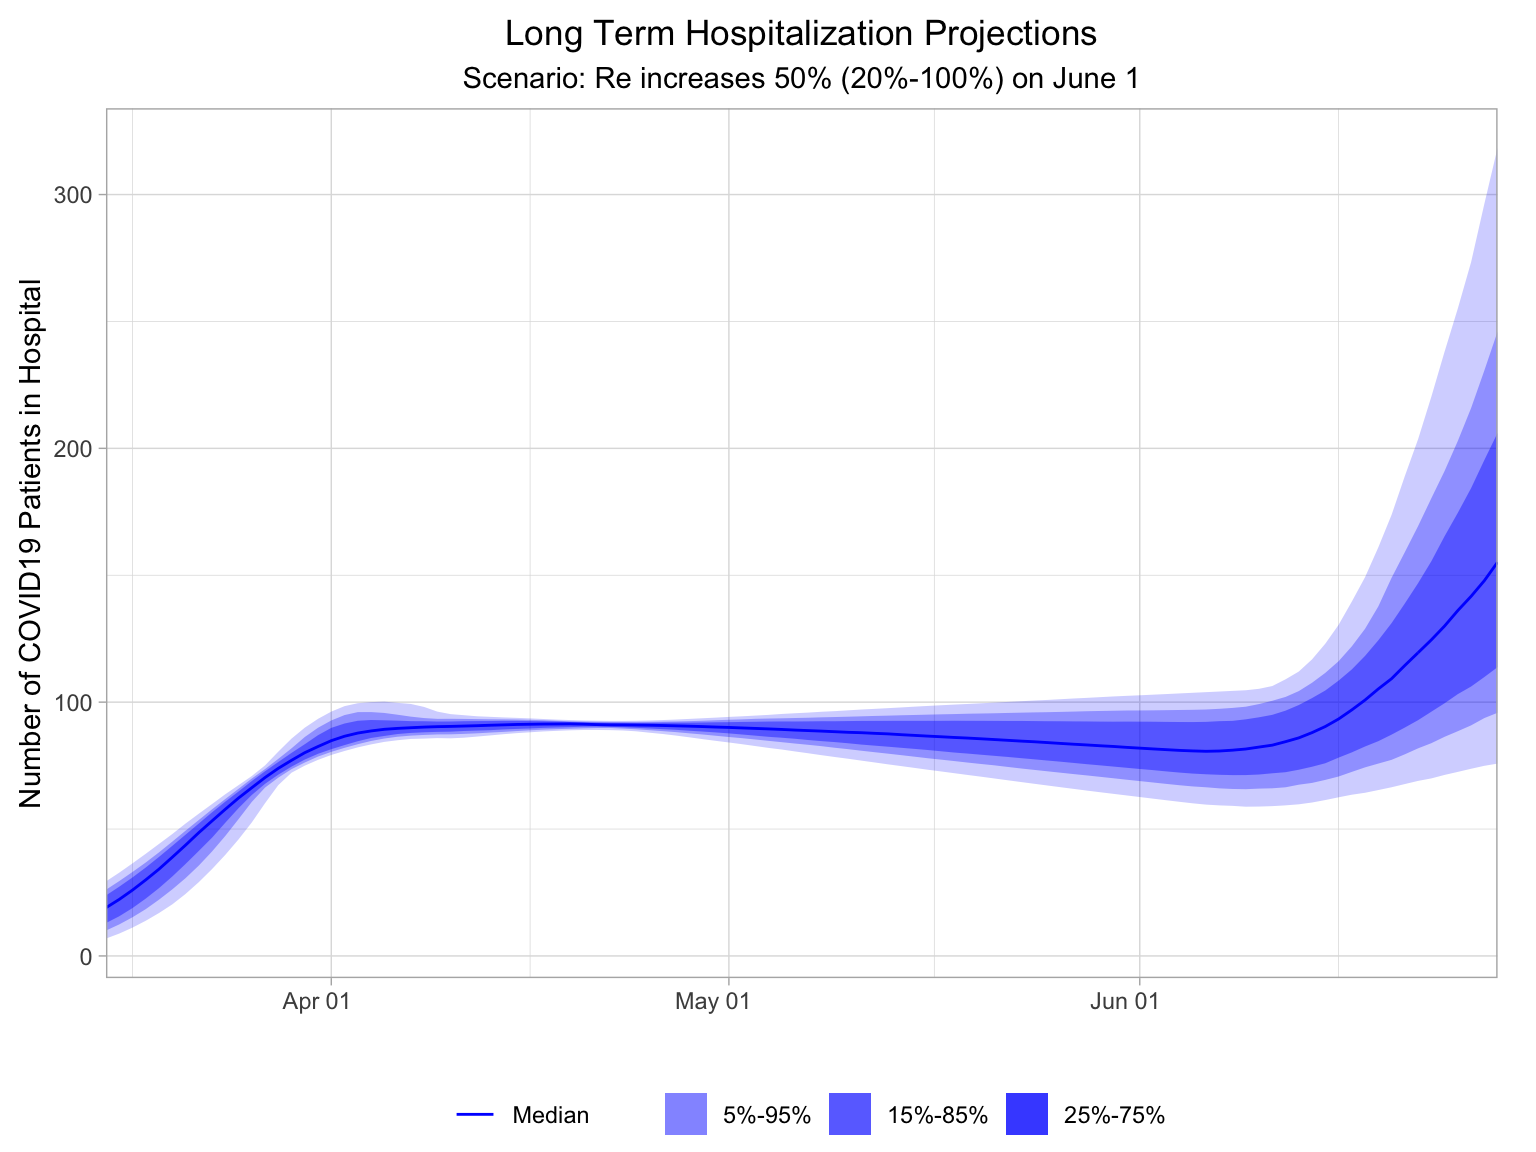 Long Term Hospitalization Projections
Scenario: Re increases 50% (20%-100%) on June 1
Number of COVID19 Patients in Hospital
300
200
100
0
Apr 01
May 01
Jun 01
Median
5%-95%
15%-85%
25%-75%